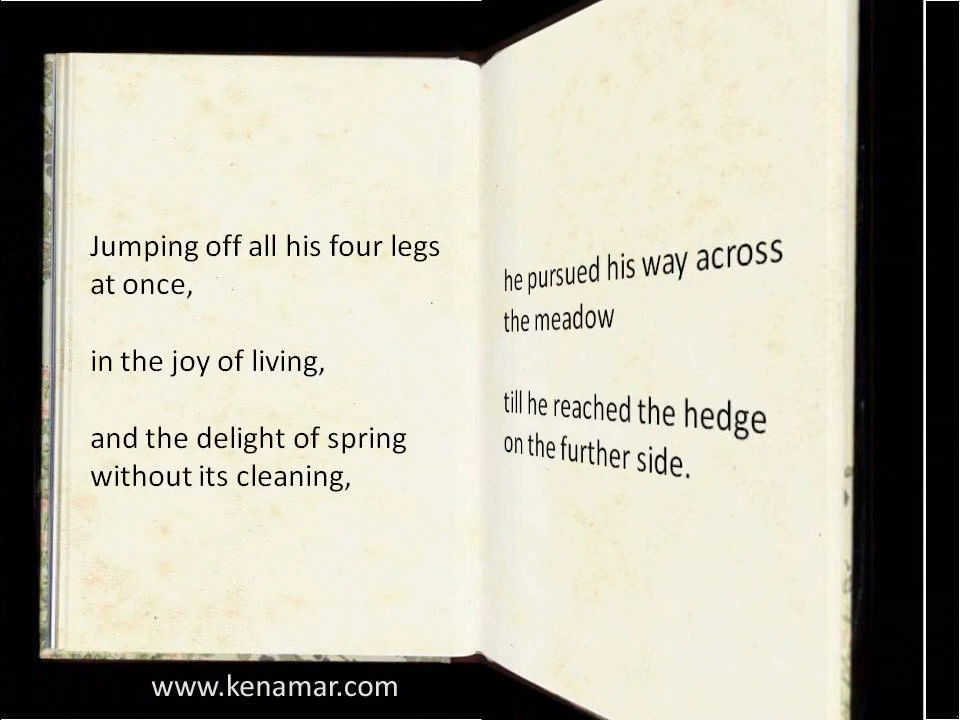 Jumping off all his four legs
at once,
in the joy of living,
and the delight of spring
without its cleaning,
he pursued his way across
the meadow
till he reached the hedge
on the further side.
www.kenamar.com